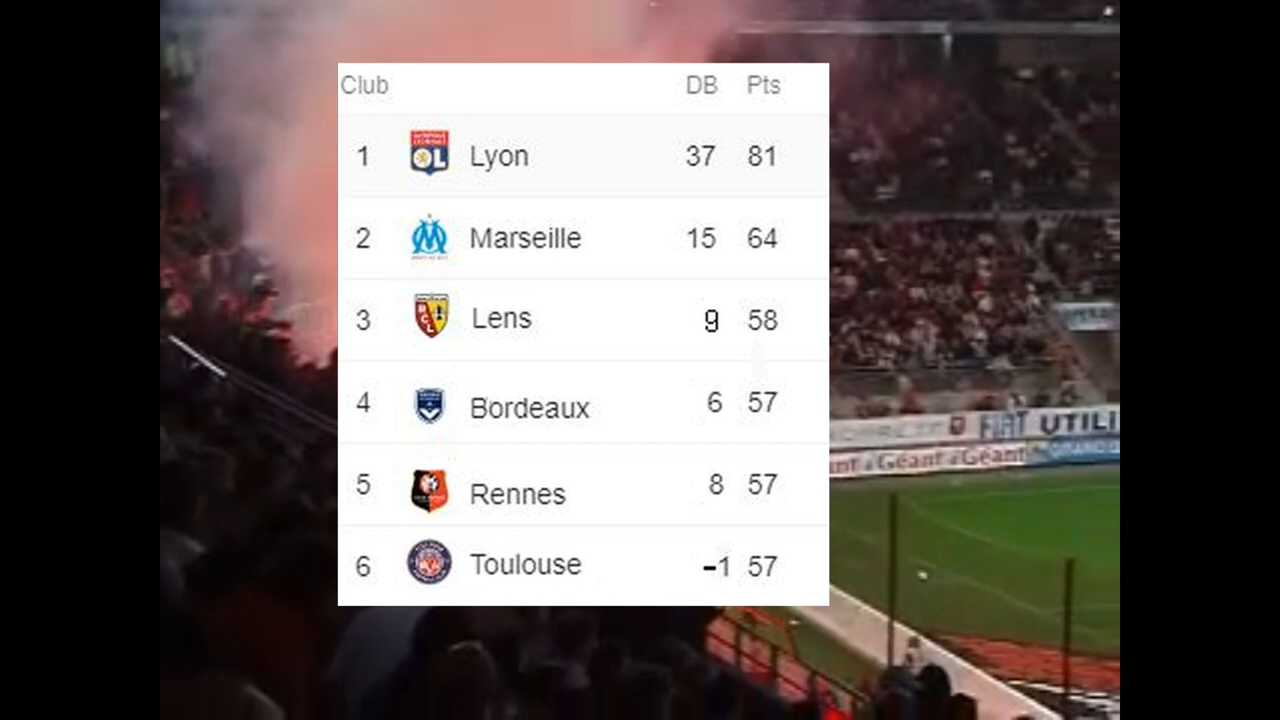 Club DB Pts
1 Lyon 37 81
2 Marseille 15 64
3 Lens 9 58
4 Bordeaux 6 57
5 Rennes 8 57
6 Toulouse -1 57
FIAT UTILI
Géant Géant